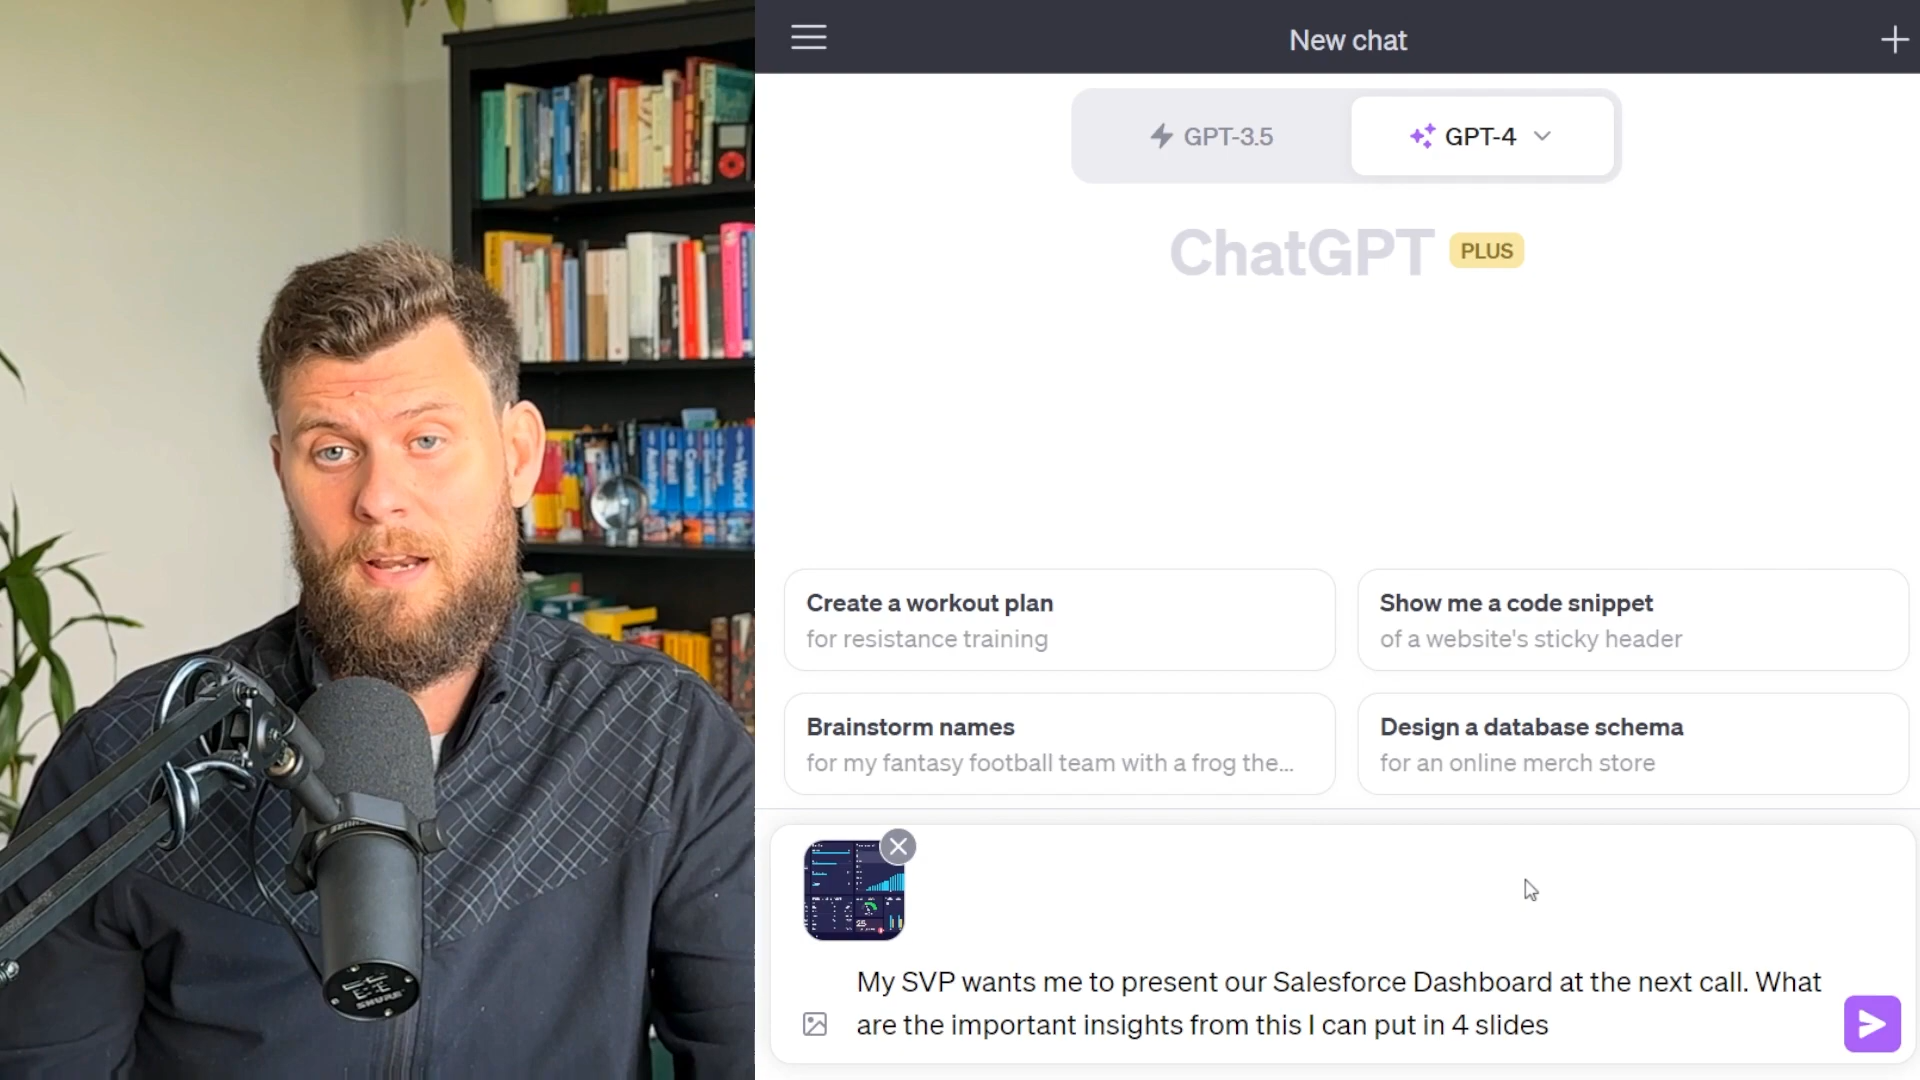 New chat
GPT-3.5
GPT-4
ChatGPT PLUS
Create a workout plan
for resistance training
Show me a code snippet
of a website's sticky header
Brainstorm names
for my fantasy football team with a frog the...
Design a database schema
for an online merch store
My SVP wants me to present our Salesforce Dashboard at the next call. What
are the important insights from this I can put in 4 slides
SHURE